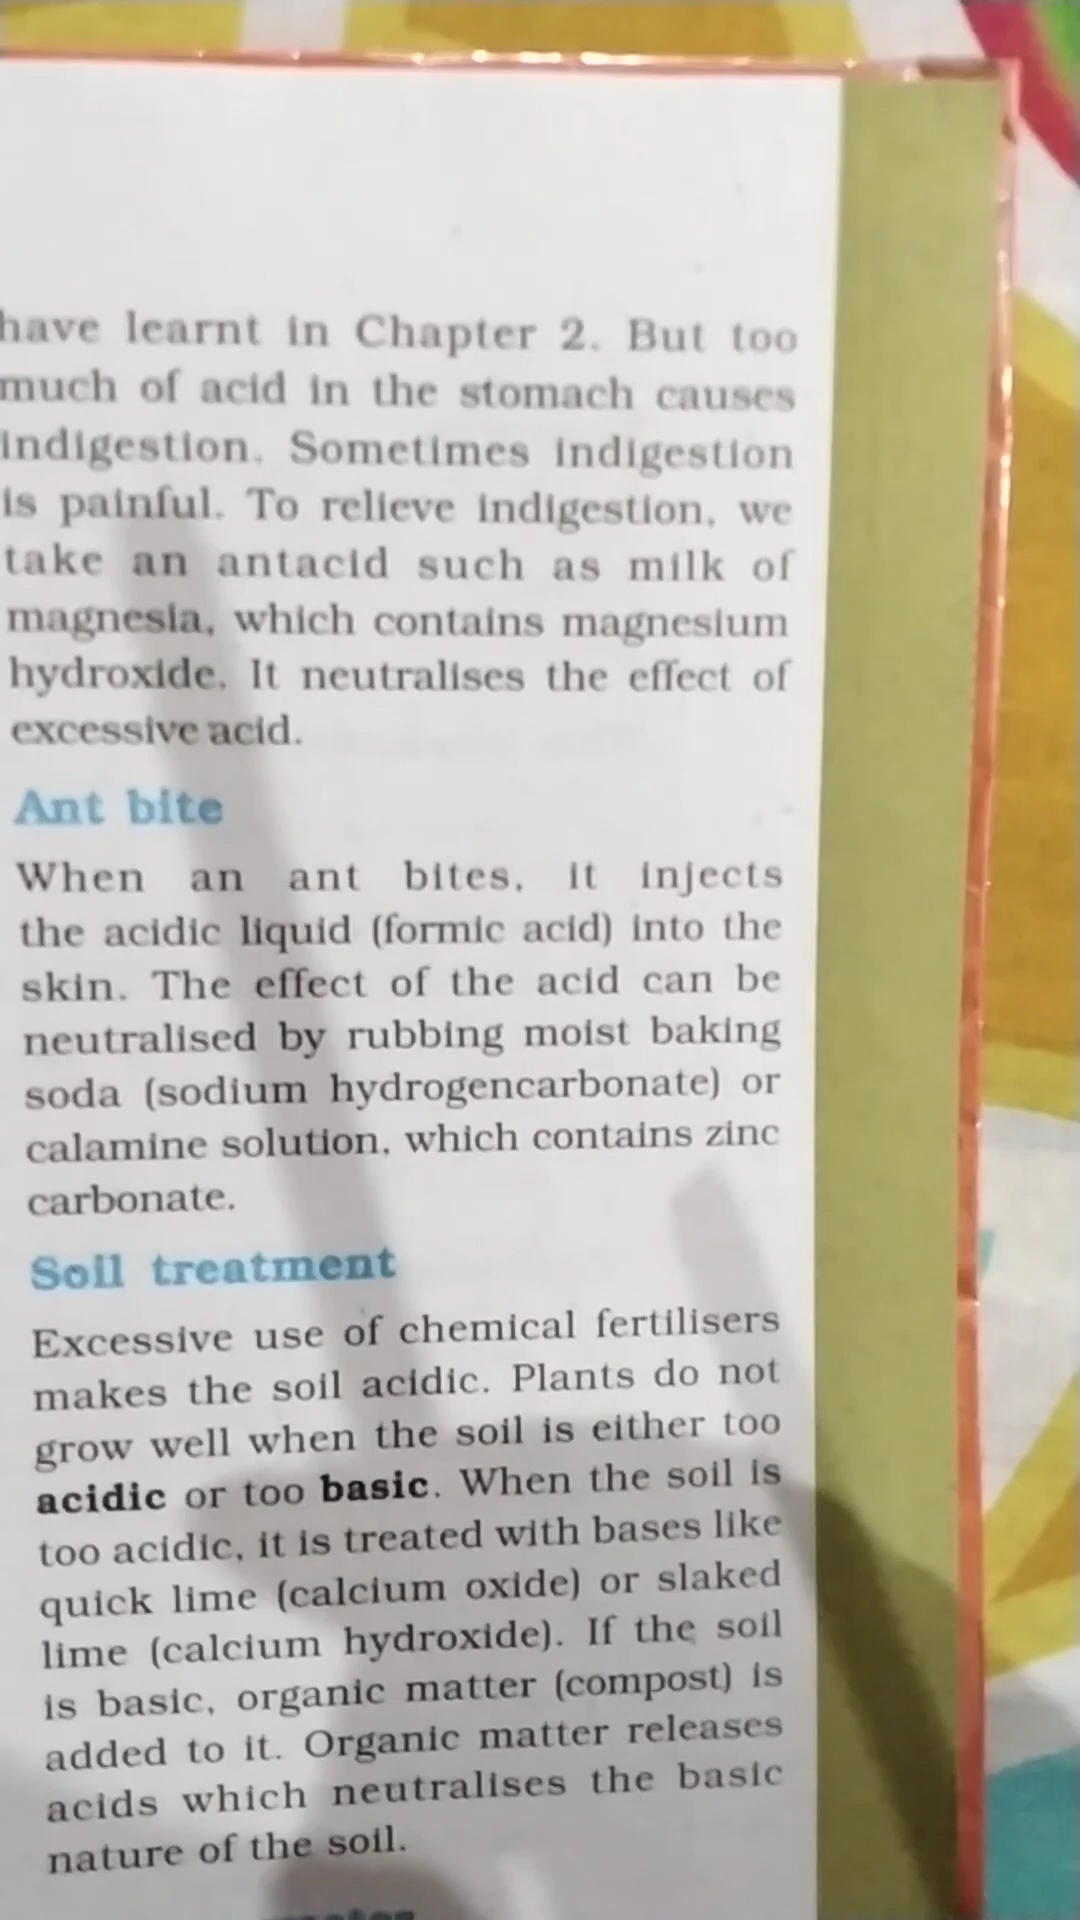 have learnt in Chapter 2. But too
much of acid in the stomach causes
indigestion. Sometimes indigestion
is painful. To relieve indigestion, we
take an antacid such as milk of
magnesia, which contains magnesium
hydroxide. It neutralises the effect of
excessive acid.
Ant bite
When an ant bites, it injects
the acidic liquid (formic acid) into the
skin. The effect of the acid can be
neutralised by rubbing moist baking
soda (sodium hydrogencarbonate) or
calamine solution, which contains zinc
carbonate.
Soil treatment
Excessive use of chemical fertilisers
makes the soil acidic. Plants do not
grow well when the soil is either too
acidic or too basic. When the soil is
too acidic, it is treated with bases like
quick lime (calcium oxide) or slaked
lime (calcium hydroxide). If the soil
is basic, organic matter (compost) is
added to it. Organic matter releases
acids which neutralises the basic
nature of the soil.